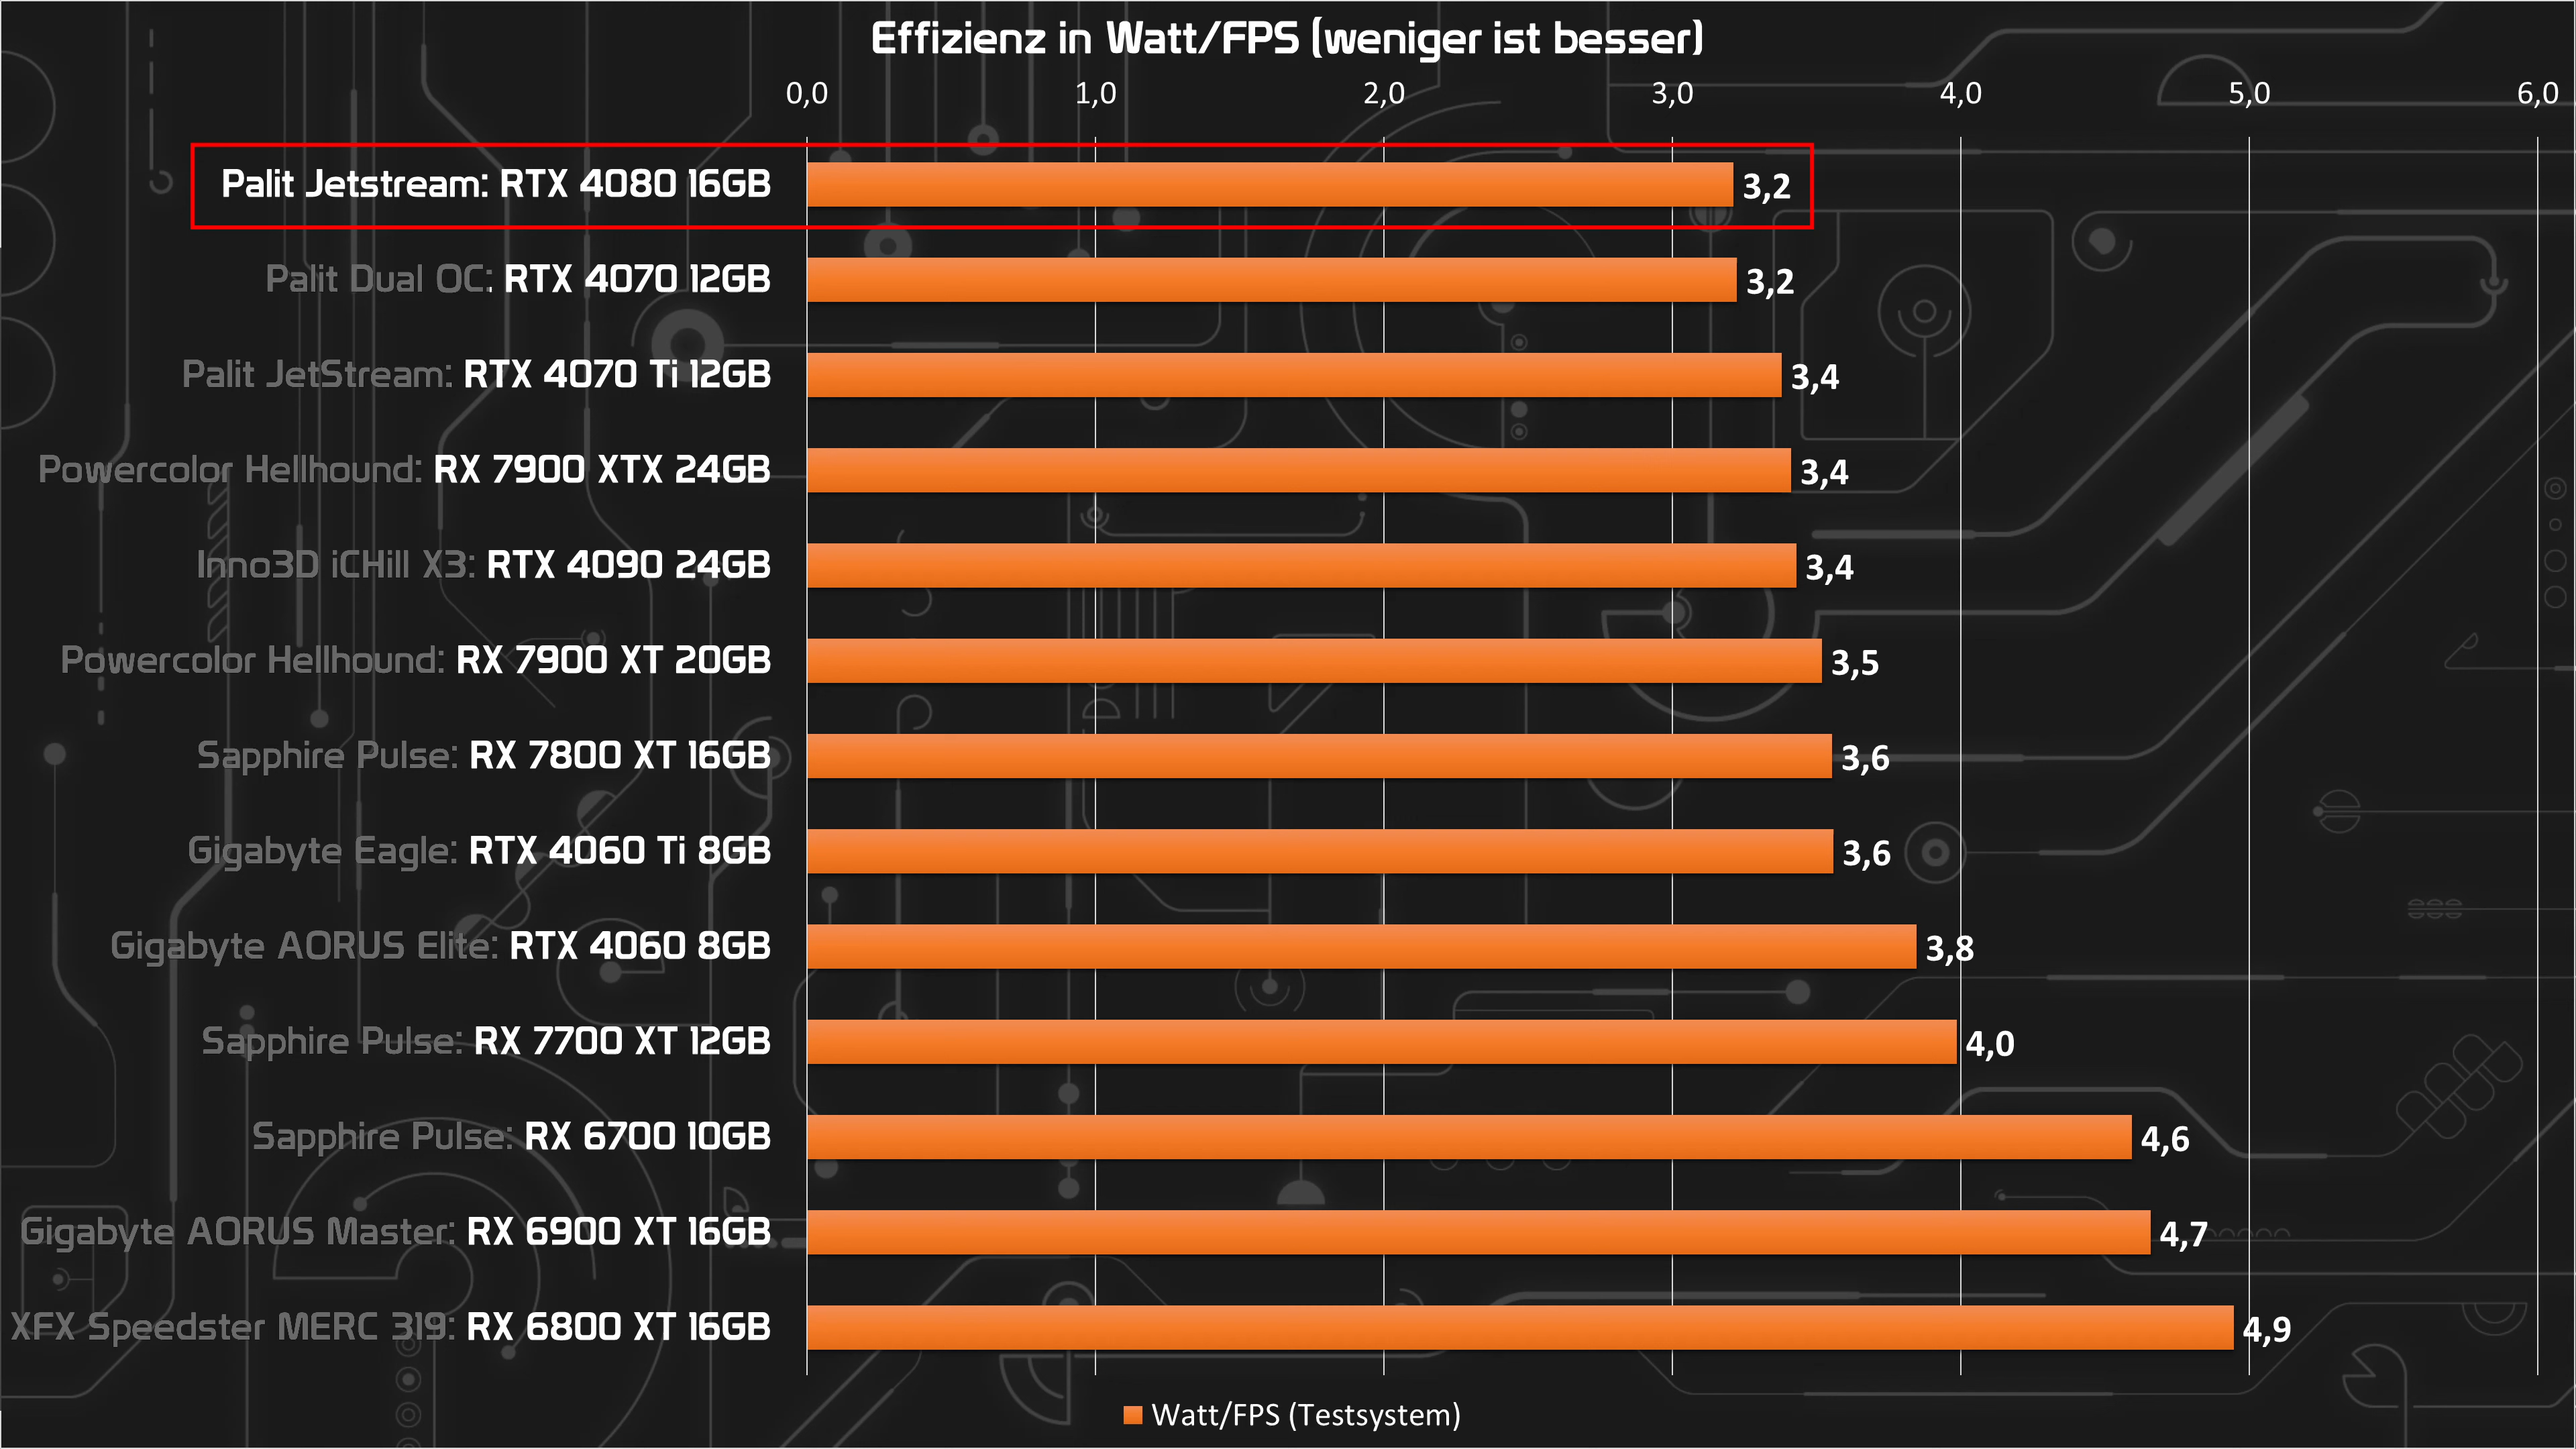 Effizienz in Watt/FPS (weniger ist besser)
0,0 1,0 2,0 3,0 4,0 5,0 6,0
Palit Jetstream: RTX 4080 16GB 3,2
Palit Dual OC: RTX 4070 12GB 3,2
Palit JetStream: RTX 4070 Ti 12GB 3,4
Powercolor Hellhound: RX 7900 XTX 24GB 3,4
Inno3D iCHill X3: RTX 4090 24GB 3,4
Powercolor Hellhound: RX 7900 XT 20GB 3,5
Sapphire Pulse: RX 7800 XT 16GB 3,6
Gigabyte Eagle: RTX 4060 Ti 8GB 3,6
Gigabyte AORUS Elite: RTX 4060 8GB 3,8
Sapphire Pulse: RX 7700 XT 12GB 4,0
Sapphire Pulse: RX 6700 10GB 4,6
Gigabyte AORUS Master: RX 6900 XT 16GB 4,7
XFX Speedster MERC 319: RX 6800 XT 16GB 4,9
Watt/FPS (Testsystem)